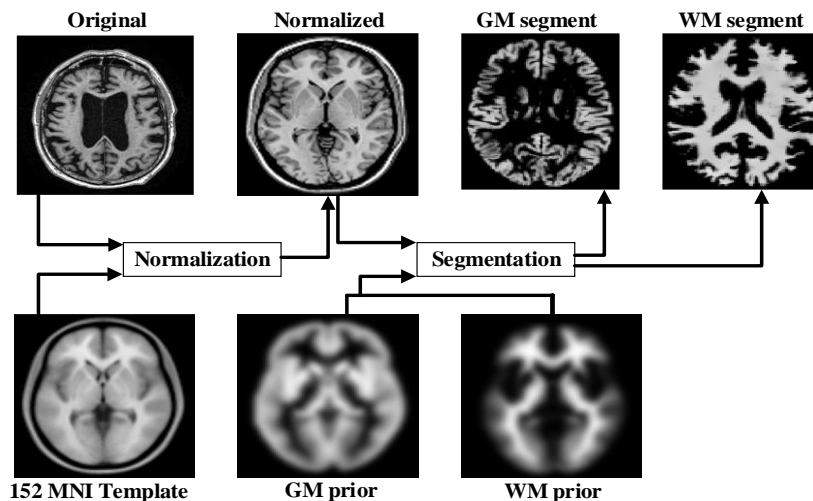 Original
Normalized
GM segment
WM segment
Normalization
Segmentation
152 MNI Template
GM prior
WM prior